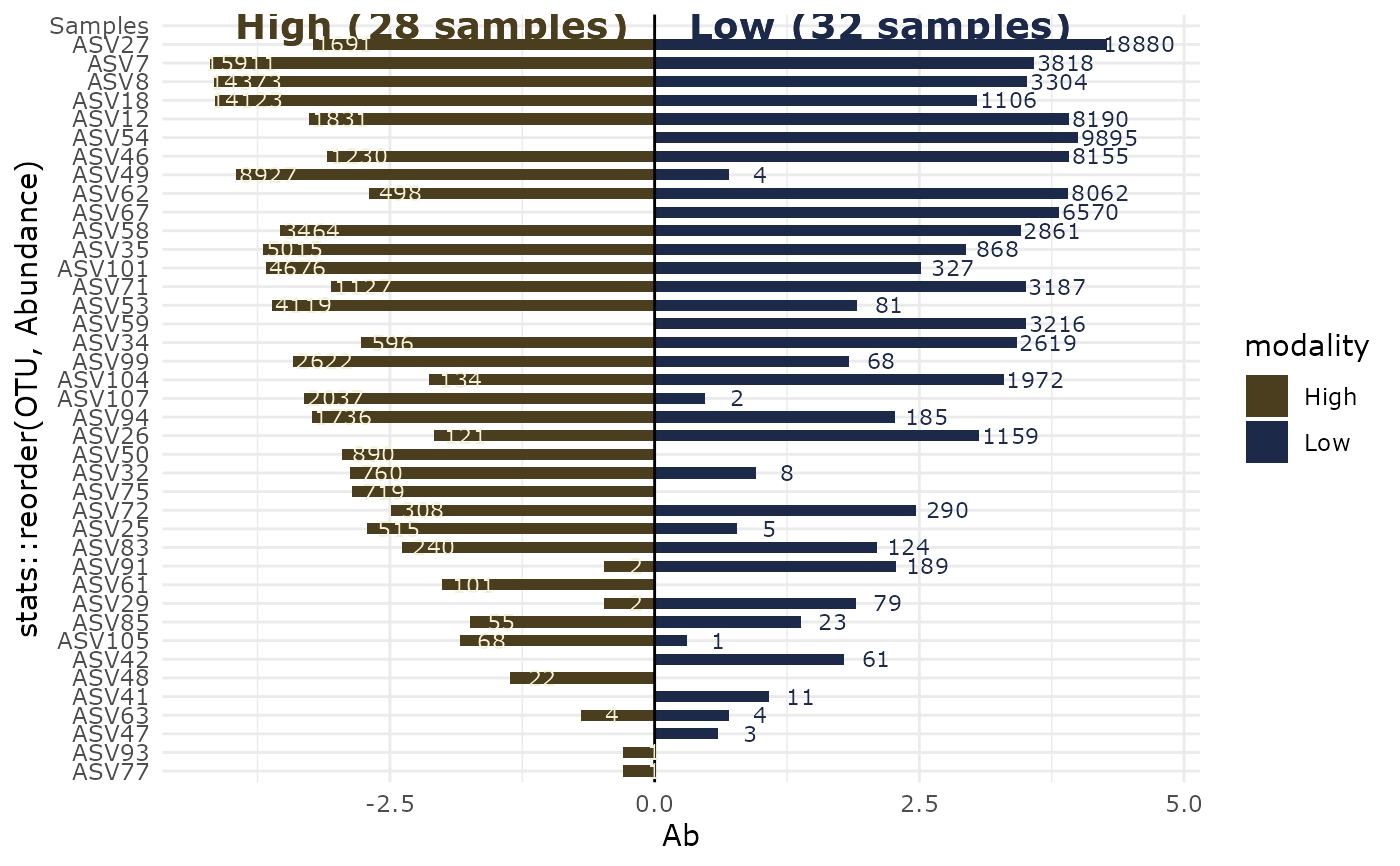 High (28 samples) Low (32 samples)
Samples
ASV27 1691 18880
ASV7 15911 3818
ASV8 14373 3304
ASV18 14123 1106
ASV12 1831 8190
ASV54 9895
ASV46 1230 8155
ASV49 8927 4
ASV62 498 8062
ASV67 6570
ASV58 3464 2861
ASV35 5015 868
ASV101 4676 327
ASV71 1127 3187
ASV53 4119 81
ASV59 3216
ASV34 596 2619
ASV99 2622 68
ASV104 134 1972
ASV107 2037 2
ASV94 1736 185
ASV26 121 1159
ASV50 890
ASV32 760 8
ASV75 719
ASV72 308 290
ASV25 515 5
ASV83 240 124
ASV91 2 189
ASV61 101
ASV29 2 79
ASV85 55 23
ASV105 68 1
ASV42 61
ASV48 22
ASV41 11
ASV63 4 4
ASV47 3
ASV93 1
ASV77 1
-2.5 0.0 2.5 5.0
Ab
stats::reorder(OTU, Abundance)
modality
High
Low